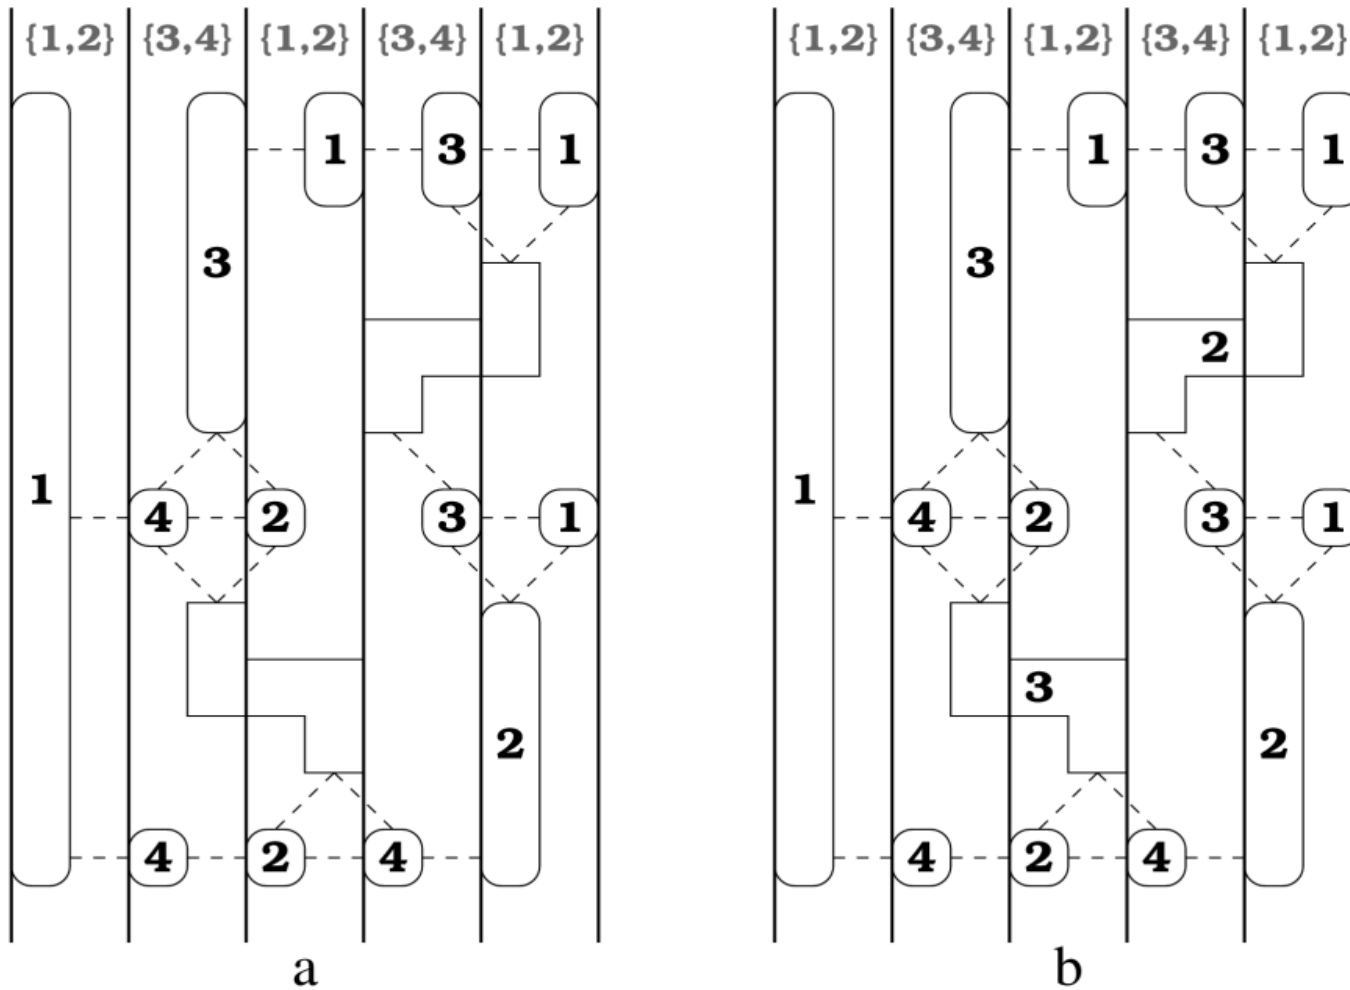 {1,2} {3,4} {1,2} {3,4} {1,2} {1,2} {3,4} {1,2} {3,4} {1,2}
1 3 1 1 3 1
3 3
2
1 1
4 2 3 1 4 2 3 1
3
2 2
4 2 4 4 2 4
a b